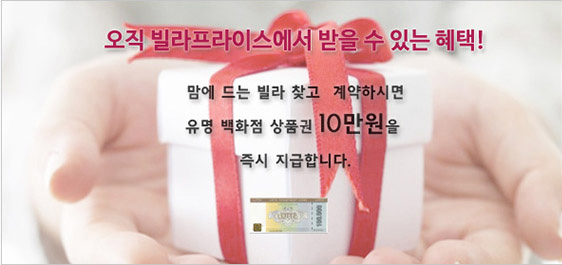 오직 빌라프라이스에서 받을 수 있는 혜택!
맘에 드는 빌라 찾고 계약하시면
유명 백화점 상품권 10만원을
즉시 지급합니다.
100,000